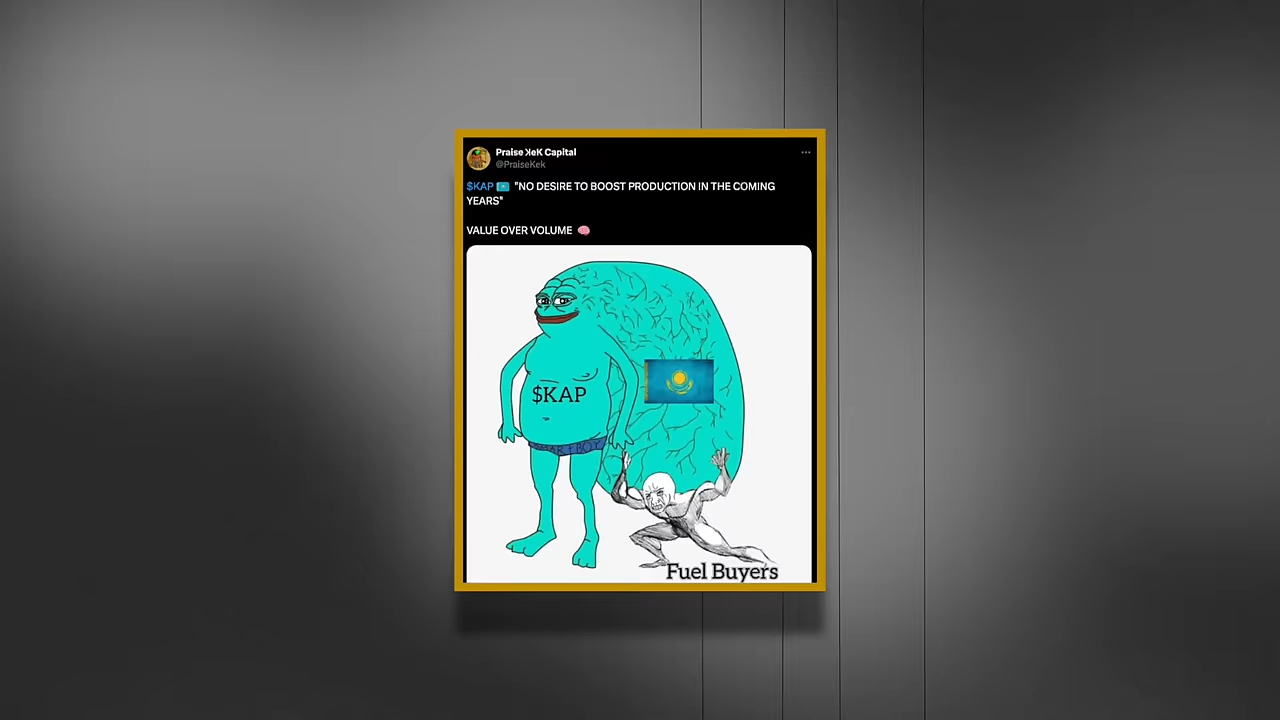 Praise ꓘeK Capital
@PraiseKek
$KAP 🇰🇿 "NO DESIRE TO BOOST PRODUCTION IN THE COMING
YEARS"
VALUE OVER VOLUME 🧠
$KAP
Fuel Buyers